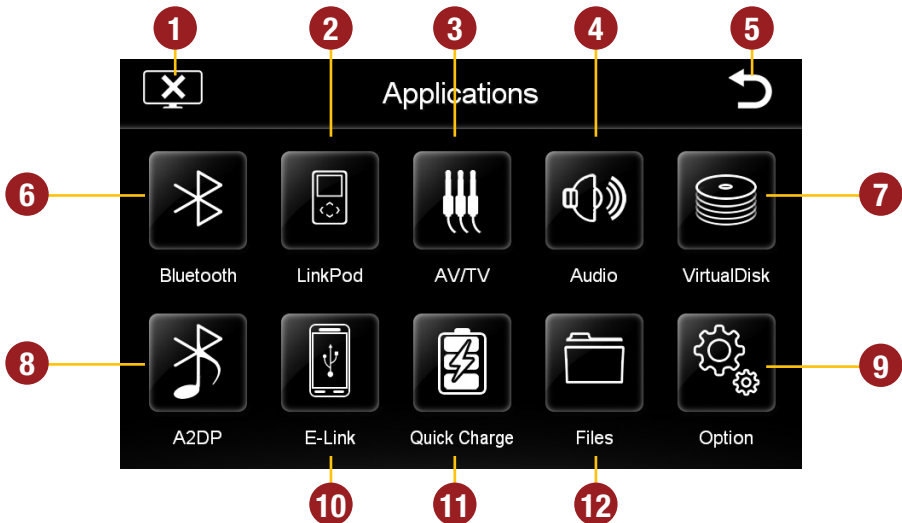 1 2 3 4 5
Applications
6 7
Bluetooth LinkPod AV/TV Audio VirtualDisk
8 9
A2DP E-Link Quick Charge Files Option
10 11 12